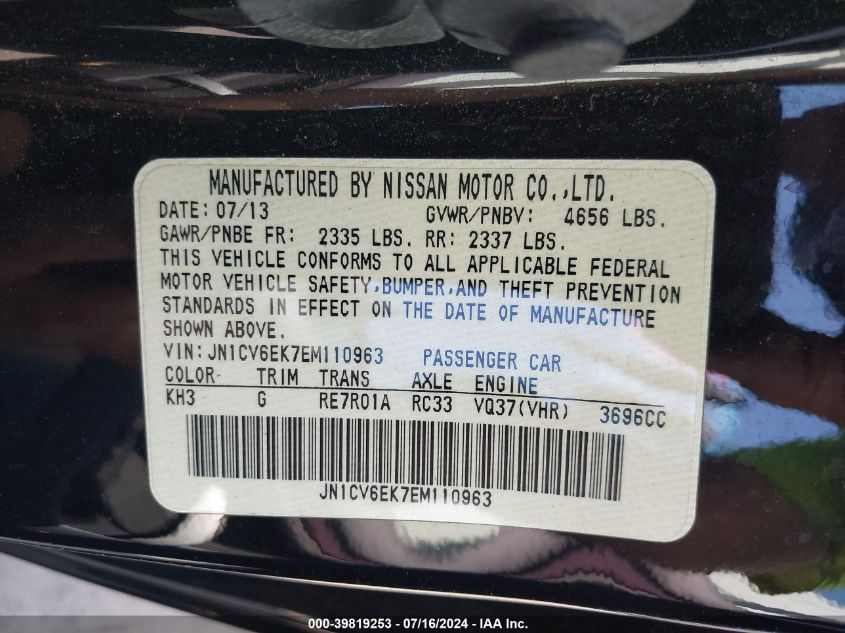 MANUFACTURED BY NISSAN MOTOR CO.,LTD.
DATE: 07/13 GVWR/PNBV: 4656 LBS.
GAWR/PNBE FR: 2335 LBS. RR: 2337 LBS.
THIS VEHICLE CONFORMS TO ALL APPLICABLE FEDERAL
MOTOR VEHICLE SAFETY,BUMPER,AND THEFT PREVENTION
STANDARDS IN EFFECT ON THE DATE OF MANUFACTURE
SHOWN ABOVE.
VIN:JN1CV6EK7EM110963 PASSENGER CAR
COLOR TRIM TRANS AXLE ENGINE
KH3 G RE7R01A RC33 VQ37(VHR) 3696CC
JN1CV6EK7EM110963
000-39819253 - 07/16/2024 - IAA Inc.